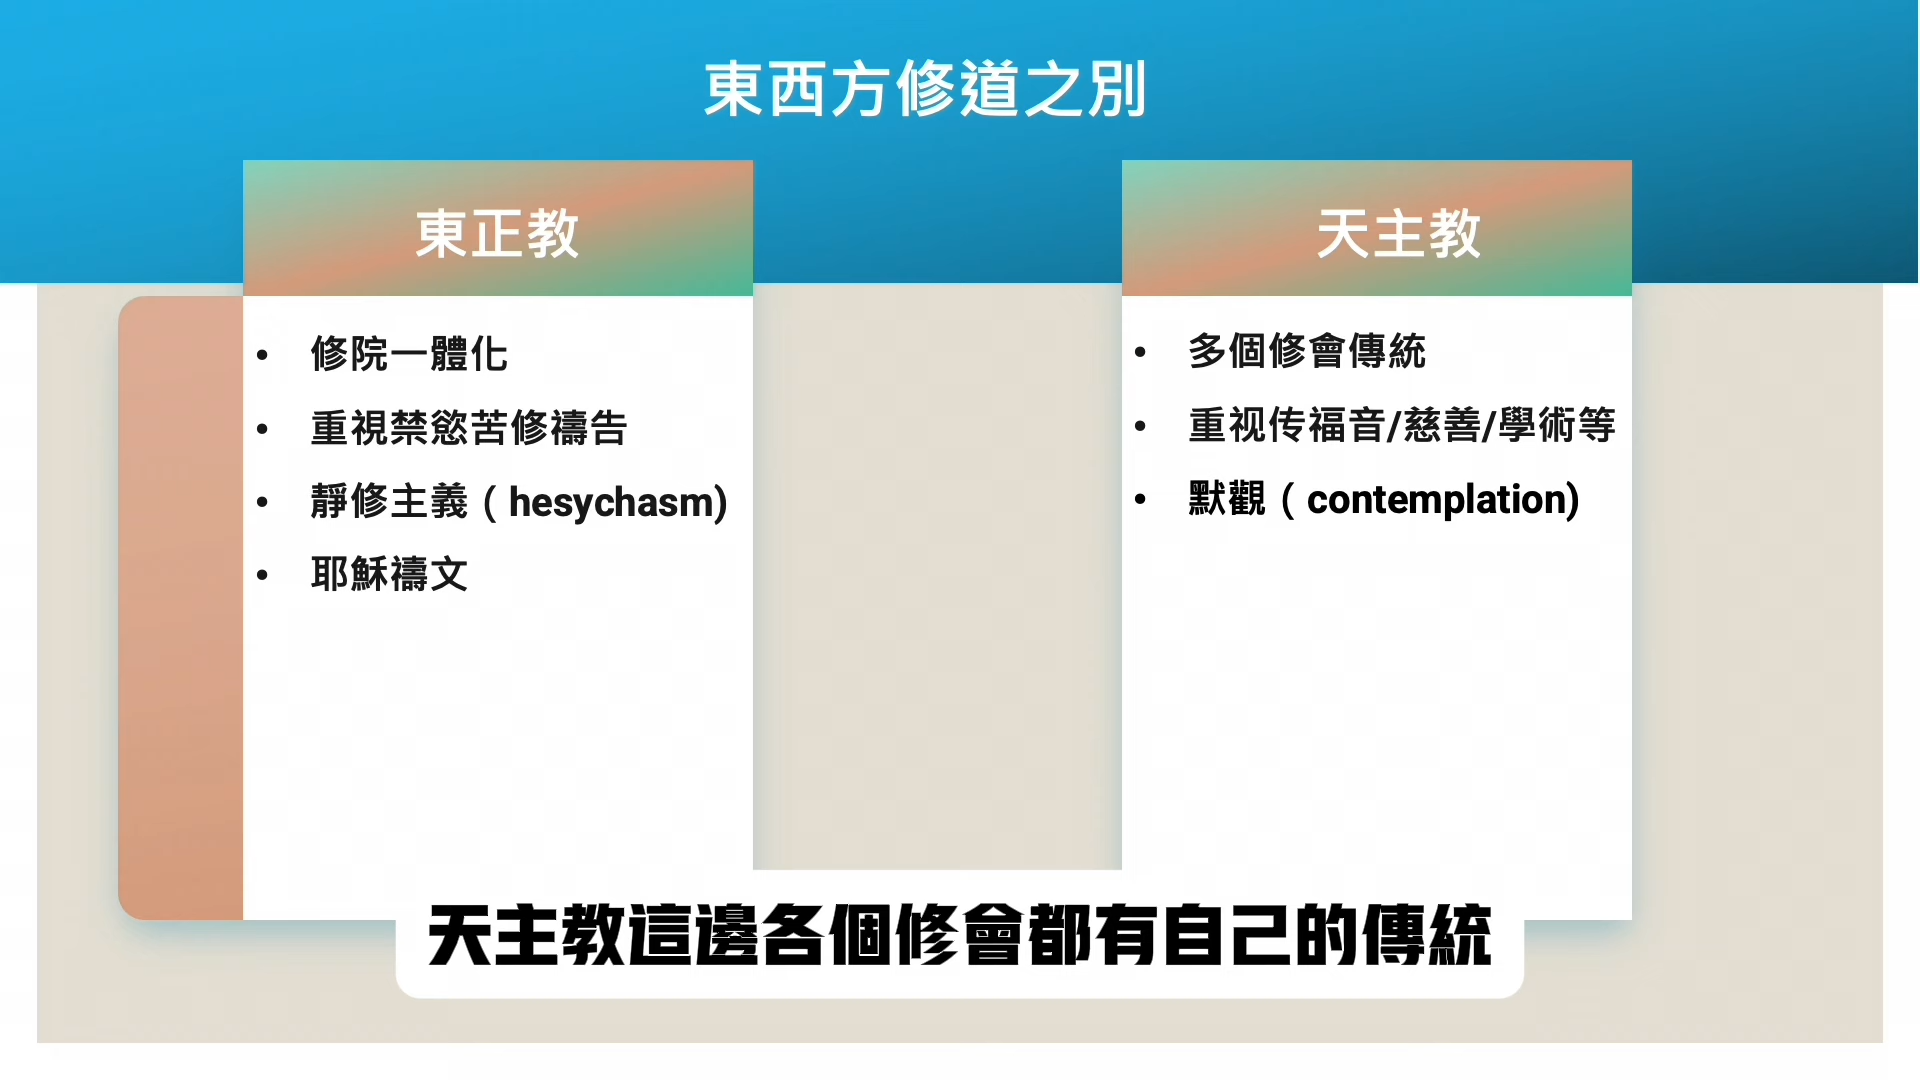 東西方修道之別
東正教
• 修院一體化
• 重視禁慾苦修禱告
• 靜修主義（hesychasm)
• 耶穌禱文
天主教
• 多個修會傳統
• 重视传福音/慈善/學術等
• 默觀（contemplation)
天主教這邊各個修會都有自己的傳統